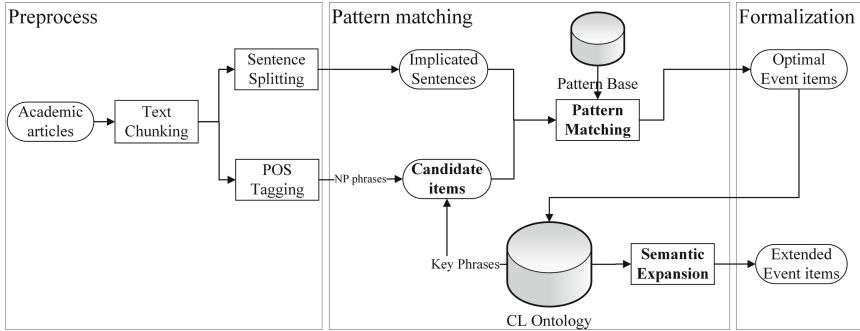 Preprocess
Pattern matching
Formalization
Sentence
Splitting
Implicated
Sentences
Pattern Base
Optimal
Event items
Academic
articles
Text
Chunking
Pattern
Matching
POS
Tagging
NP phrases
Candidate
items
Key Phrases
Semantic
Expansion
Extended
Event items
CL Ontology